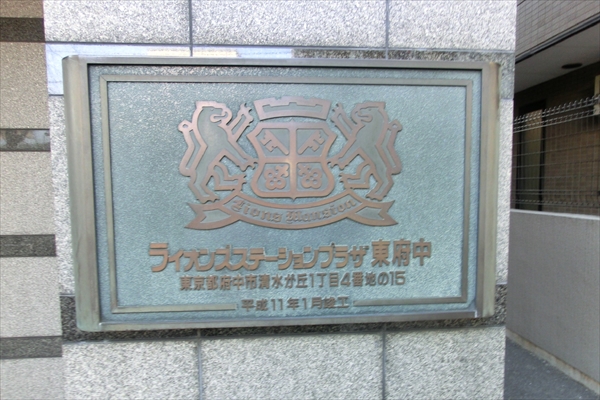 Lions Mansion
ライオンズステーションプラザ東府中
東京都府中市清水が丘1丁目4番地の15
平成11年1月竣工